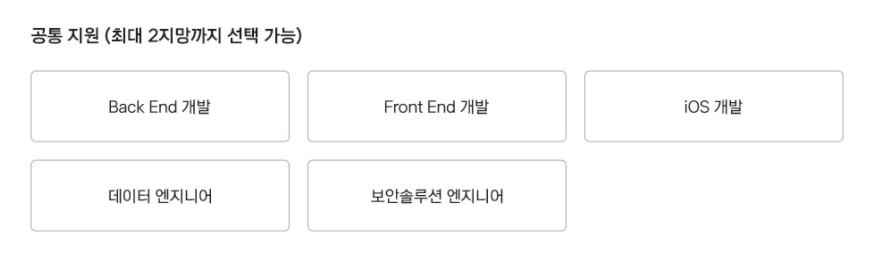 공통 지원 (최대 2지망까지 선택 가능)
Back End 개발
Front End 개발
iOS 개발
데이터 엔지니어
보안솔루션 엔지니어